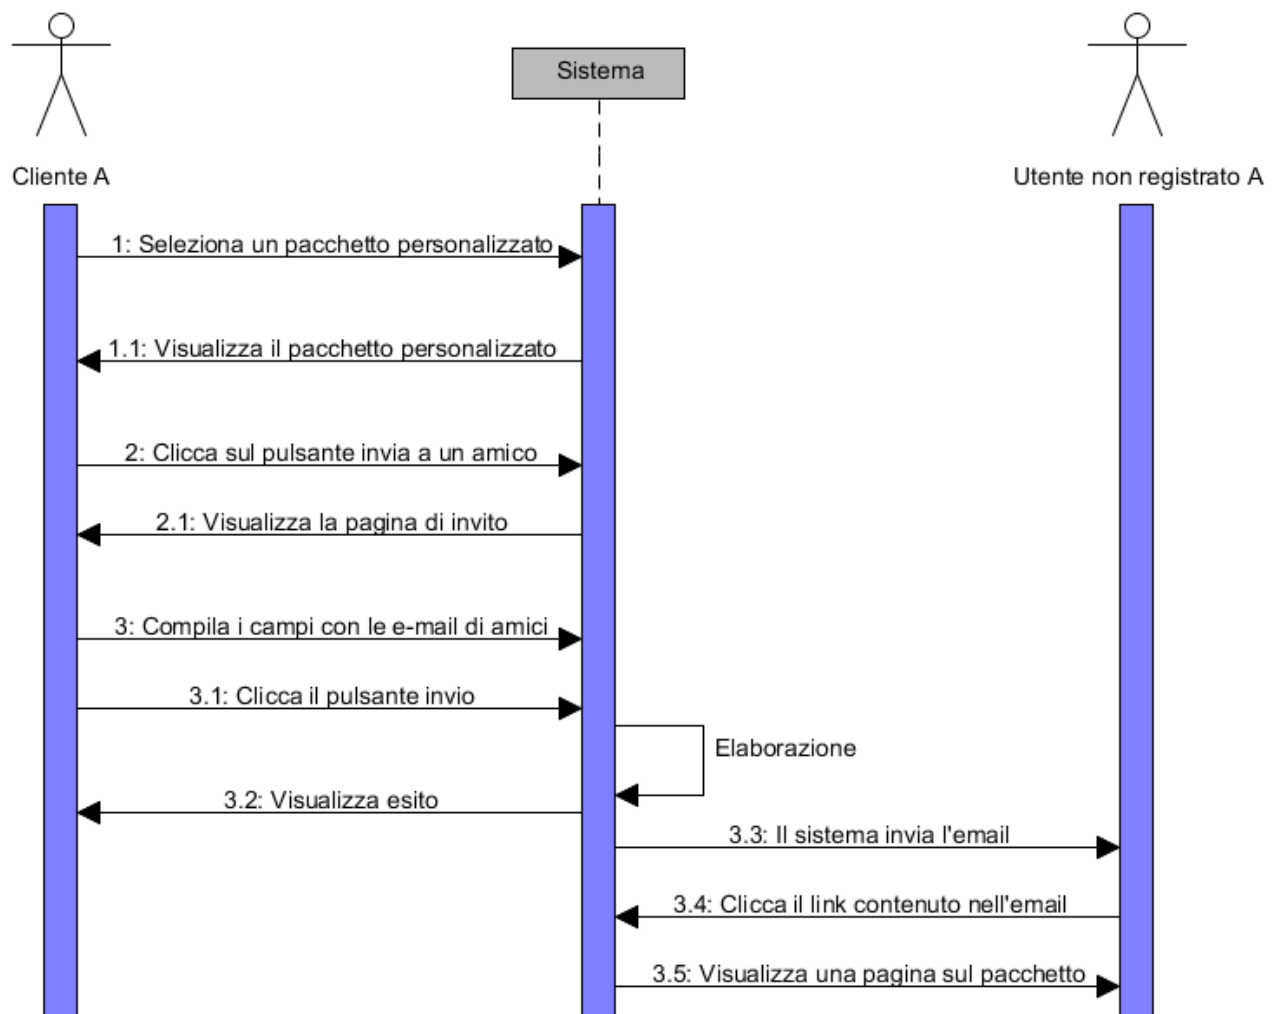 Sistema
Cliente A
Utente non registrato A
1: Seleziona un pacchetto personalizzato
1.1: Visualizza il pacchetto personalizzato
2: Clicca sul pulsante invia a un amico
2.1: Visualizza la pagina di invito
3: Compila i campi con le e-mail di amici
3.1: Clicca il pulsante invio
Elaborazione
3.2: Visualizza esito
3.3: Il sistema invia l'email
3.4: Clicca il link contenuto nell'email
3.5: Visualizza una pagina sul pacchetto